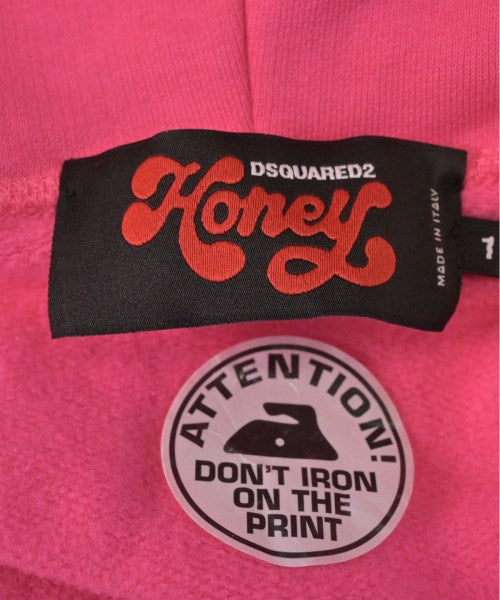 DSQUARED2
Honey
MADE IN ITALY
ATTENTION!
DON'T IRON
ON THE
PRINT